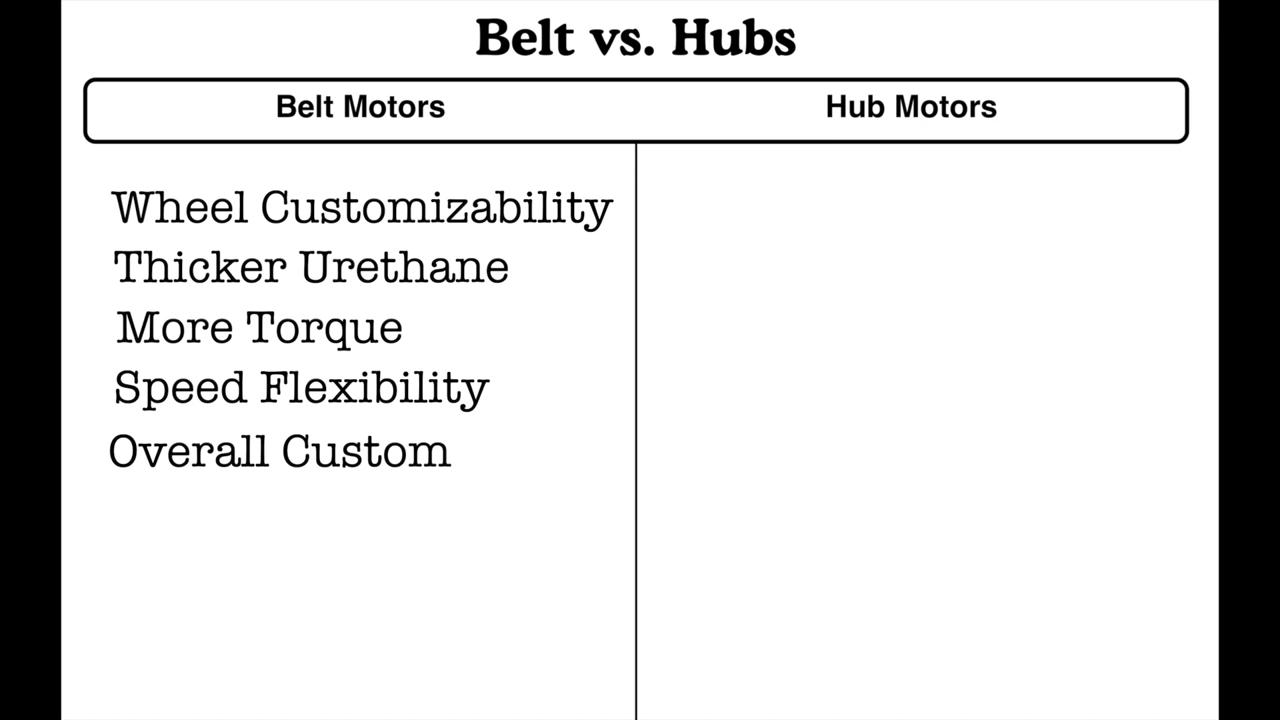 Belt vs. Hubs
Belt Motors
Hub Motors
Wheel Customizability
Thicker Urethane
More Torque
Speed Flexibility
Overall Custom